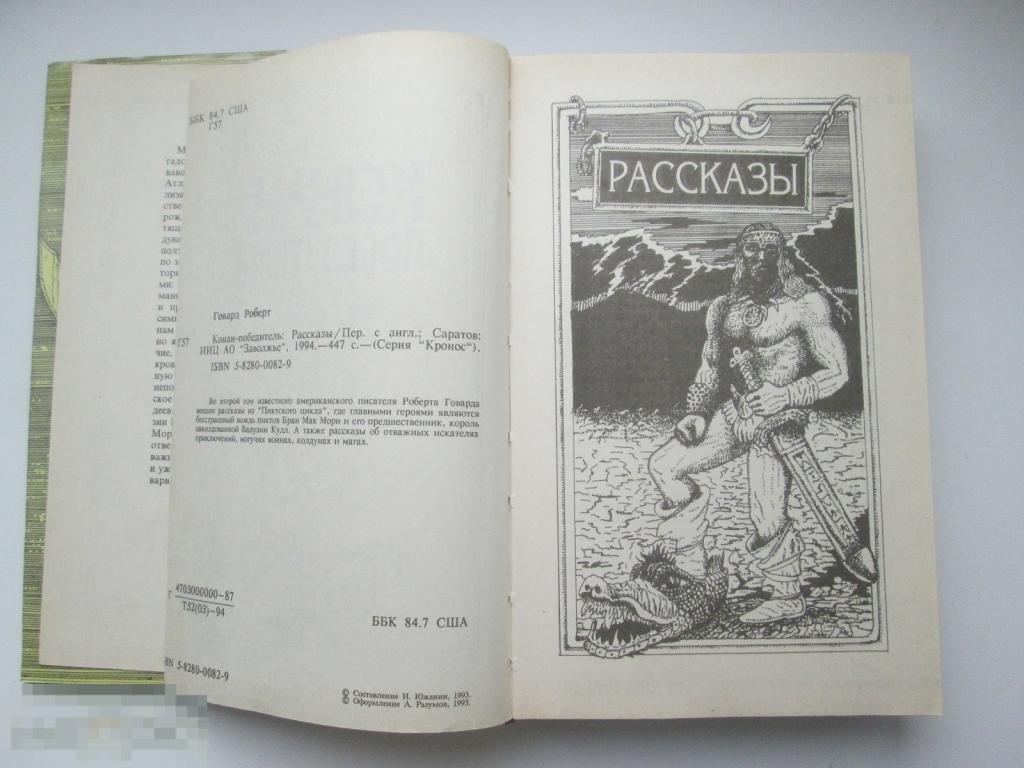 ББК 84.7 США
Г57
Говард Роберт
Г57
Конан-победитель: Рассказы/Пер. с англ.; Саратов:
ИИЦ АО "Заволжье", 1994.—447 с.—(Серия "Кронос").
ISBN 5-8280-0082-9
Во второй том известного американского писателя Роберта Говарда
вошли рассказы из "Пиктского цикла", где главными героями являются
бесстрашный вождь пиктов Бран Мак Морн и его предшественник, король
заколдованной Валузии Кулл. А также рассказы об отважных искателях
приключений, могучих воинах, колдунах и магах.
Г 4703000000-87
Т52(03)-94
ББК 84.7 США
ISBN 5-8280-0082-9
© Составление Н. Южанин, 1993.
© Оформление А. Разумов, 1993.
РАССКАЗЫ